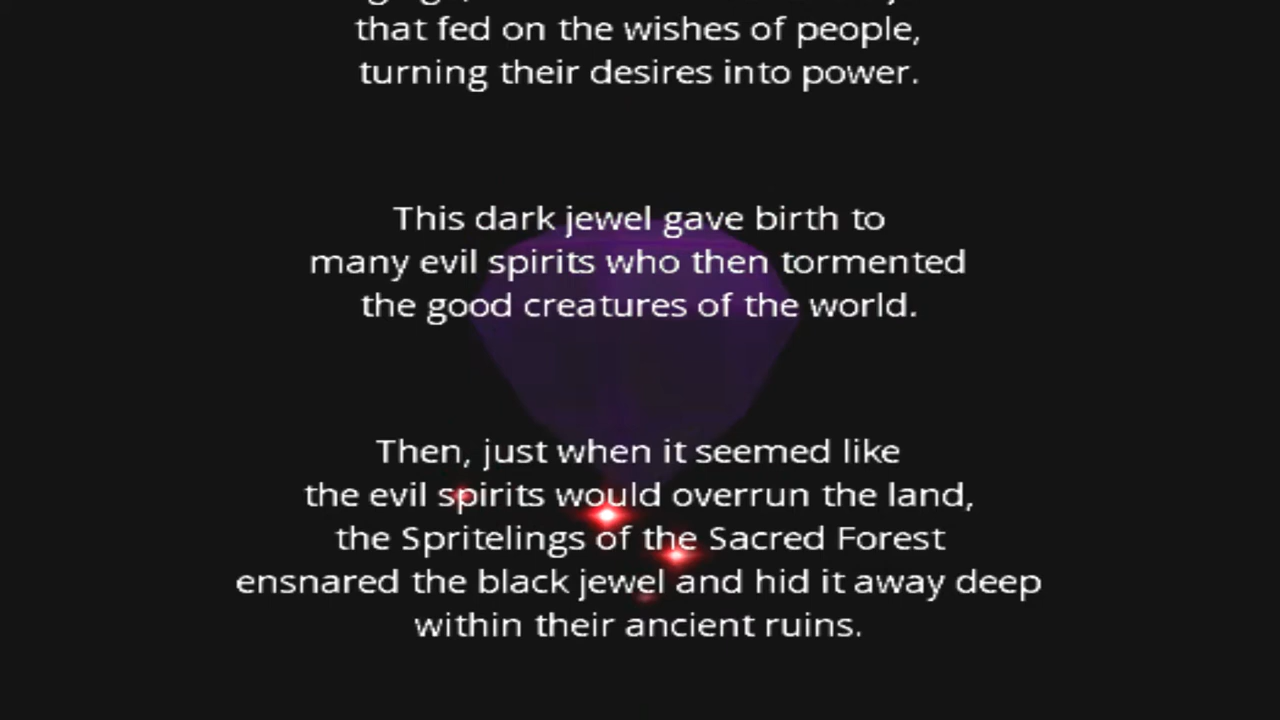 that fed on the wishes of people,
turning their desires into power.
This dark jewel gave birth to
many evil spirits who then tormented
the good creatures of the world.
Then, just when it seemed like
the evil spirits would overrun the land,
the Spritelings of the Sacred Forest
ensnared the black jewel and hid it away deep
within their ancient ruins.